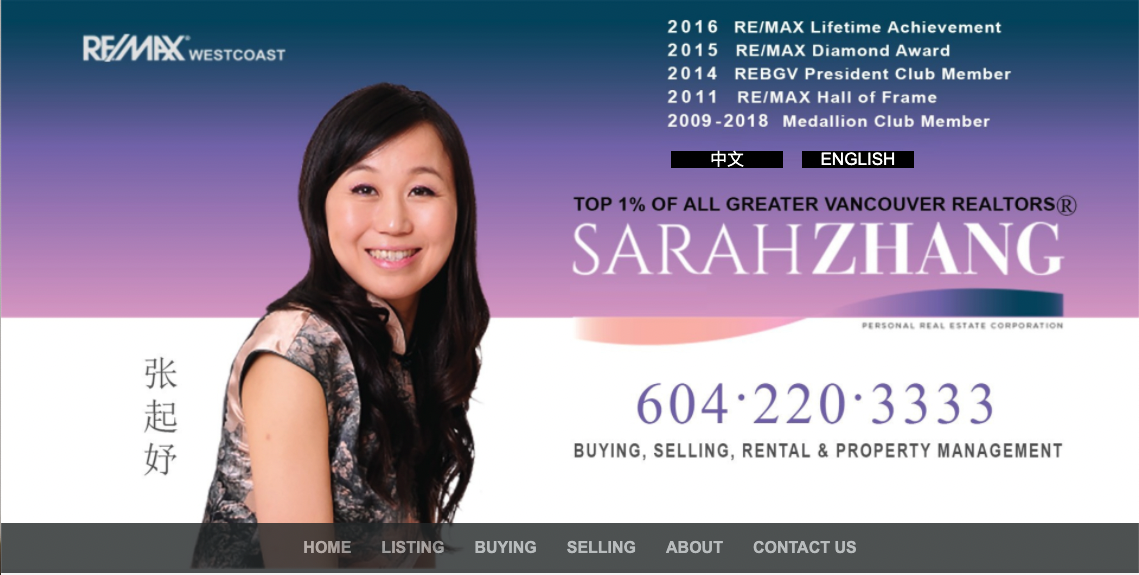 RE/MAX® WESTCOAST
2016 RE/MAX Lifetime Achievement
2015 RE/MAX Diamond Award
2014 REBGV President Club Member
2011 RE/MAX Hall of Frame
2009-2018 Medallion Club Member
中文 ENGLISH
TOP 1% OF ALL GREATER VANCOUVER REALTORS®
SARAH ZHANG
PERSONAL REAL ESTATE CORPORATION
张起妤
604·220·3333
BUYING, SELLING, RENTAL & PROPERTY MANAGEMENT
HOME LISTING BUYING SELLING ABOUT CONTACT US